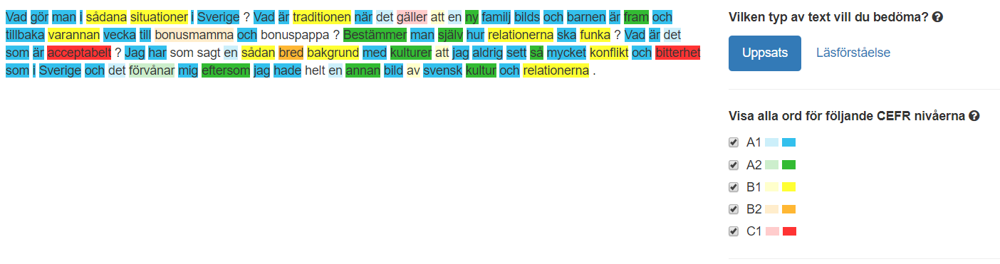 Vad gör man i sådana situationer i Sverige ? Vad är traditionen när det gäller att en ny familj bilds och barnen är fram och
tillbaka varannan vecka till bonusmamma och bonuspappa ? Bestämmer man själv hur relationerna ska funka ? Vad är det
som är acceptabelt ? Jag har som sagt en sådan bred bakgrund med kulturer att jag aldrig sett så mycket konflikt och bitterhet
som i Sverige och det förvånar mig eftersom jag hade helt en annan bild av svensk kultur och relationerna .
Vilken typ av text vill du bedöma?
Uppsats Läsförståelse
Visa alla ord för följande CEFR nivåerna
A1
A2
B1
B2
C1